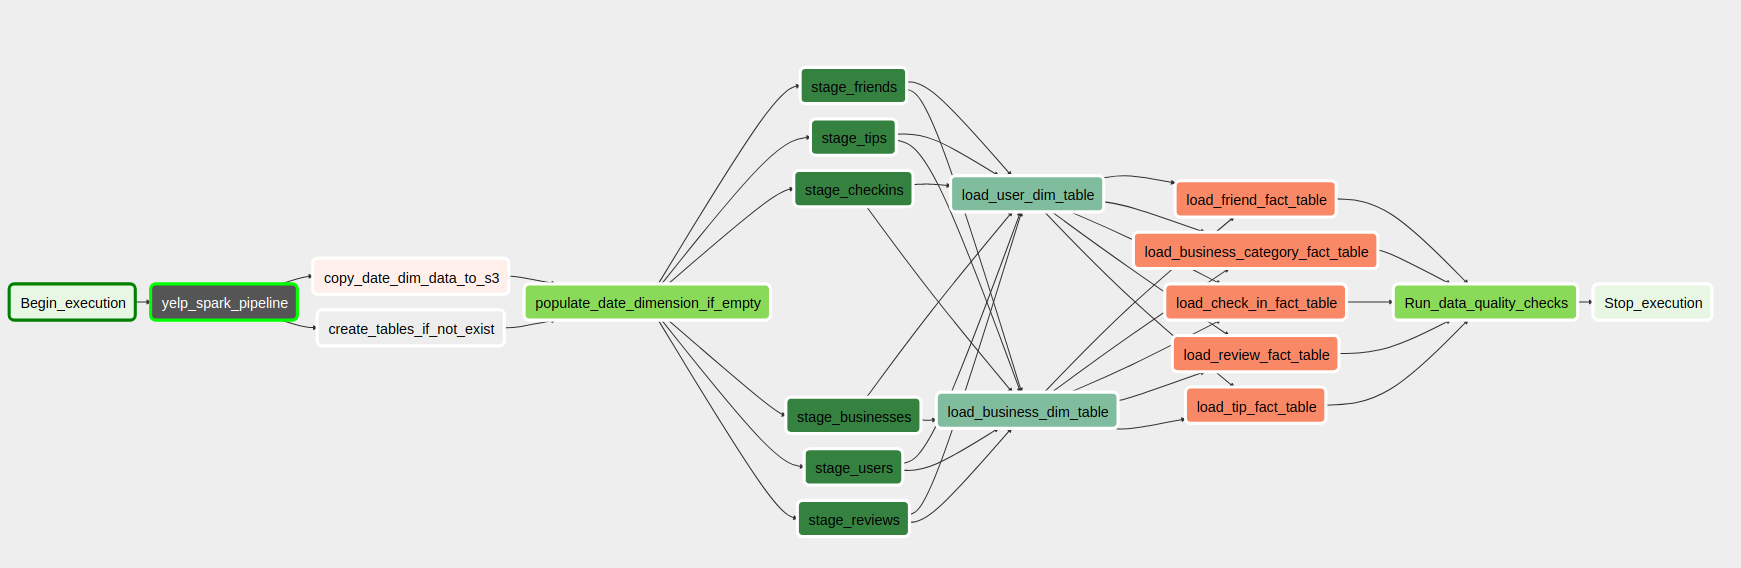 Begin_execution
yelp_spark_pipeline
copy_date_dim_data_to_s3
create_tables_if_not_exist
populate_date_dimension_if_empty
stage_friends
stage_tips
stage_checkins
stage_businesses
stage_users
stage_reviews
load_user_dim_table
load_business_dim_table
load_friend_fact_table
load_business_category_fact_table
load_check_in_fact_table
load_review_fact_table
load_tip_fact_table
Run_data_quality_checks
Stop_execution